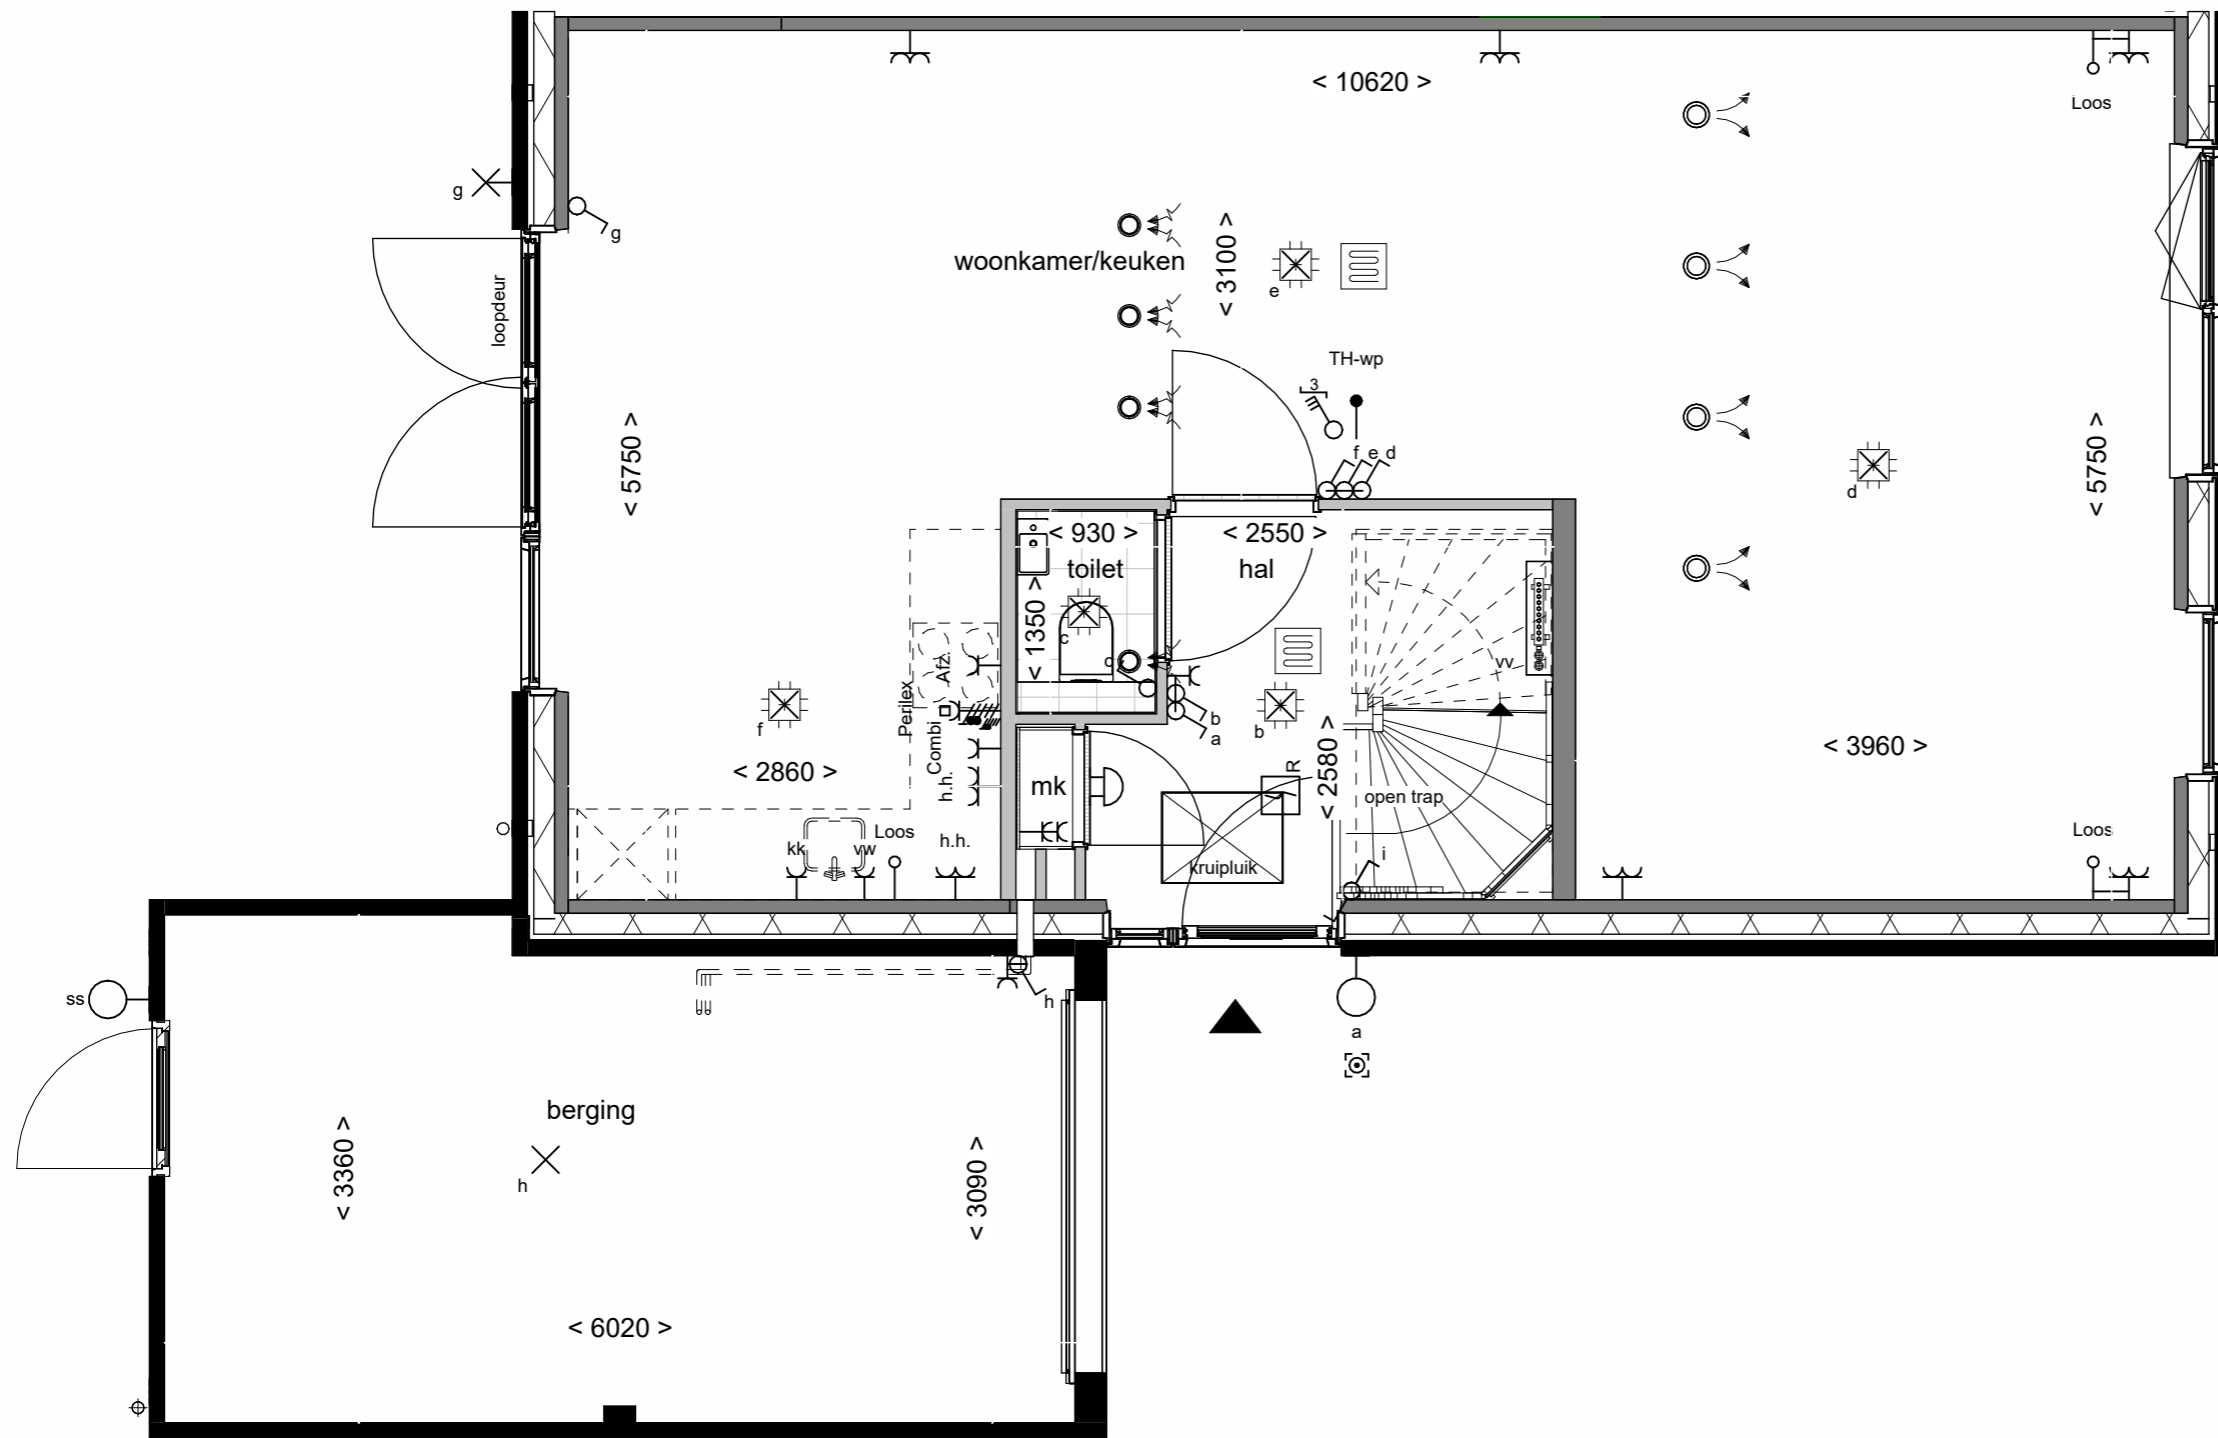 < 10620 >
Loos
g
g
loopdeur
woonkamer/keuken
< 3100 >
e
TH-wp
3
f e d
< 5750 >
< 5750 >
d
< 930 >
toilet
< 2550 >
hal
< 1350 >
c
c
vv
Afz.
Perilex
Combi
h.h.
f
< 2860 >
b
a
b
< 3960 >
mk
R
< 2580 >
open trap
kk
vw
Loos
h.h.
kruipluik
i
Loos
ss
h
a
berging
h
< 3360 >
< 3090 >
< 6020 >